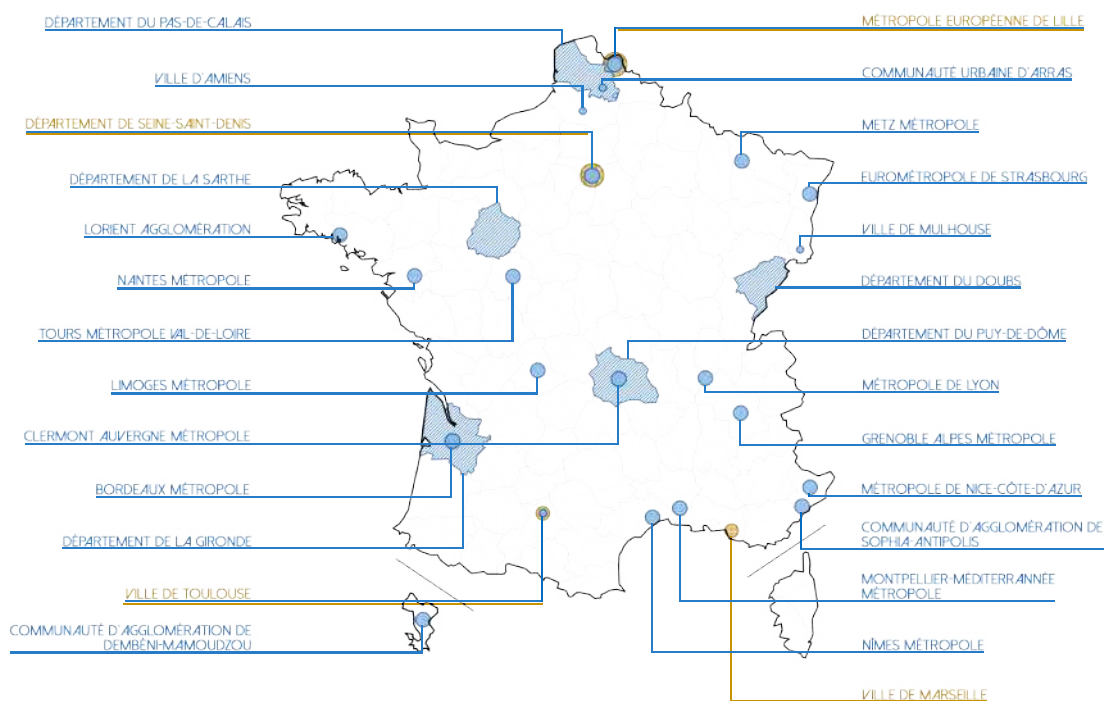 DÉPARTEMENT DU PAS-DE-CALAIS
VILLE D'AMIENS
DÉPARTEMENT DE SEINE-SAINT-DENIS
DÉPARTEMENT DE LA SARTHE
LORIENT AGGLOMÉRATION
NANTES MÉTROPOLE
TOURS MÉTROPOLE VAL-DE-LOIRE
LIMOGES MÉTROPOLE
CLERMONT AUVERGNE MÉTROPOLE
BORDEAUX MÉTROPOLE
DÉPARTEMENT DE LA GIRONDE
VILLE DE TOULOUSE
COMMUNAUTÉ D'AGGLOMÉRATION DE
DEMBÉNI-MAMOUDZOU
MÉTROPOLE EUROPÉENNE DE LILLE
COMMUNAUTÉ URBAINE D'ARRAS
METZ MÉTROPOLE
EUROMÉTROPOLE DE STRASBOURG
VILLE DE MULHOUSE
DÉPARTEMENT DU DOUBS
DÉPARTEMENT DU PUY-DE-DÔME
MÉTROPOLE DE LYON
GRENOBLE ALPES MÉTROPOLE
MÉTROPOLE DE NICE-CÔTE-D'AZUR
COMMUNAUTÉ D'AGGLOMÉRATION DE
SOPHIA-ANTIPOLIS
MONTPELLIER-MÉDITERRANNÉE
MÉTROPOLE
NÎMES MÉTROPOLE
VILLE DE MARSEILLE